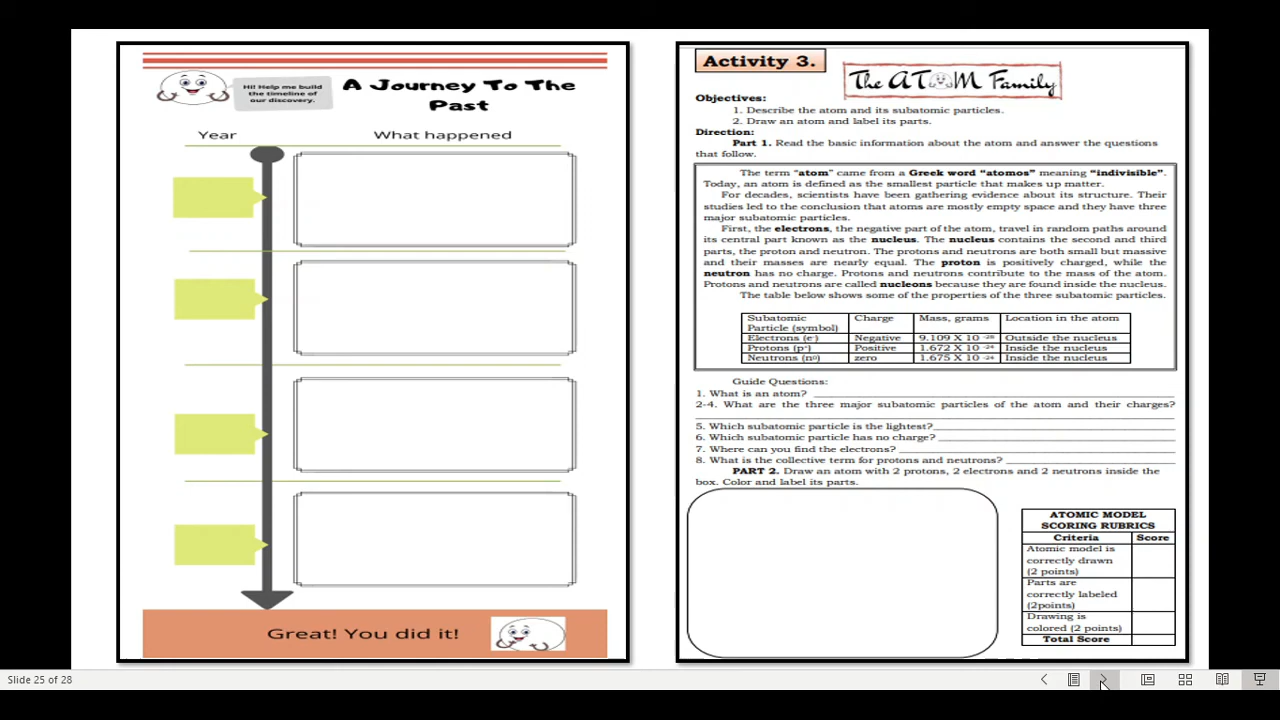 Hi! Help me build
the timeline of
our discovery.
A Journey To The
Past
Year
What happened
Great! You did it!
Activity 3.
The ATOM Family
Objectives:
1. Describe the atom and its subatomic particles.
2. Draw an atom and label its parts.
Direction:
Part 1. Read the basic information about the atom and answer the questions
that follow.
The term “atom” came from a Greek word “atomos” meaning “indivisible”.
Today, an atom is defined as the smallest particle that makes up matter.
For decades, scientists have been gathering evidence about its structure. Their
studies led to the conclusion that atoms are mostly empty space and they have three
major subatomic particles.
First, the electrons, the negative part of the atom, travel in random paths around
its central part known as the nucleus. The nucleus contains the second and third
parts, the proton and neutron. The protons and neutrons are both small but massive
and their masses are nearly equal. The proton is positively charged, while the
neutron has no charge. Protons and neutrons contribute to the mass of the atom.
Protons and neutrons are called nucleons because they are found inside the nucleus.
The table below shows some of the properties of the three subatomic particles.
Subatomic Particle (symbol) Charge Mass, grams Location in the atom
Electrons (e-) Negative 9.109 X 10 -28 Outside the nucleus
Protons (p+) Positive 1.672 X 10 -24 Inside the nucleus
Neutrons (n0) zero 1.675 X 10 -24 Inside the nucleus
Guide Questions:
1. What is an atom?
2-4. What are the three major subatomic particles of the atom and their charges?
5. Which subatomic particle is the lightest?
6. Which subatomic particle has no charge?
7. Where can you find the electrons?
8. What is the collective term for protons and neutrons?
PART 2. Draw an atom with 2 protons, 2 electrons and 2 neutrons inside the
box. Color and label its parts.
ATOMIC MODEL
SCORING RUBRICS
Criteria Score
Atomic model is
correctly drawn
(2 points)
Parts are
correctly labeled
(2points)
Drawing is
colored (2 points)
Total Score
Slide 25 of 28